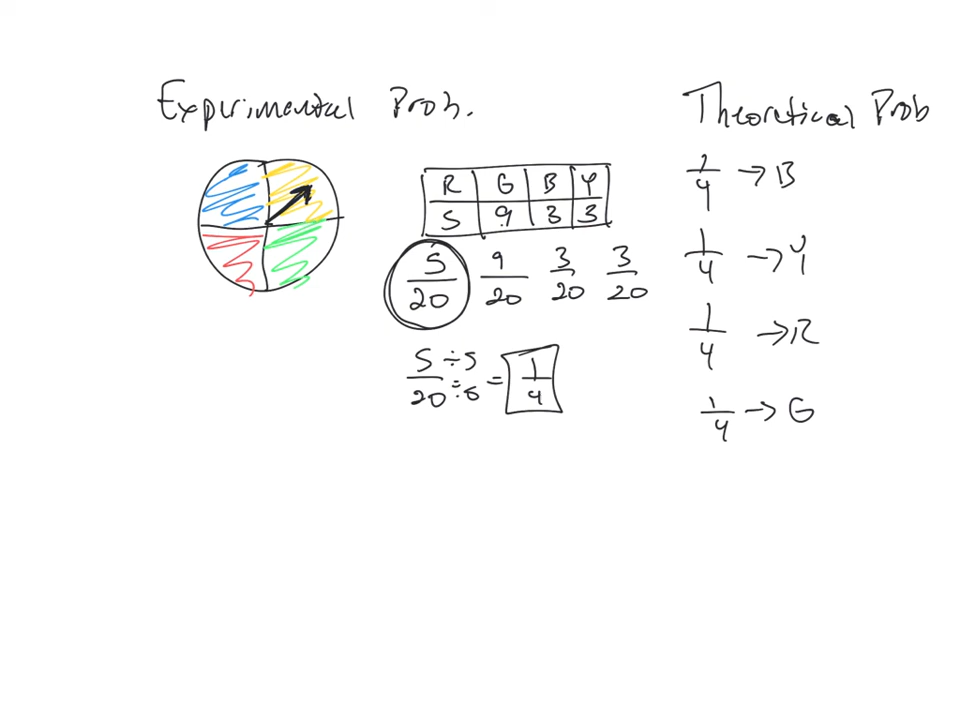 Experimental Prob.
R G B Y
5 9 3 3
5/20 9/20 3/20 3/20
5÷5/20÷5 = 1/4
Theoretical Prob
1/4 → B
1/4 → Y
1/4 → R
1/4 → G